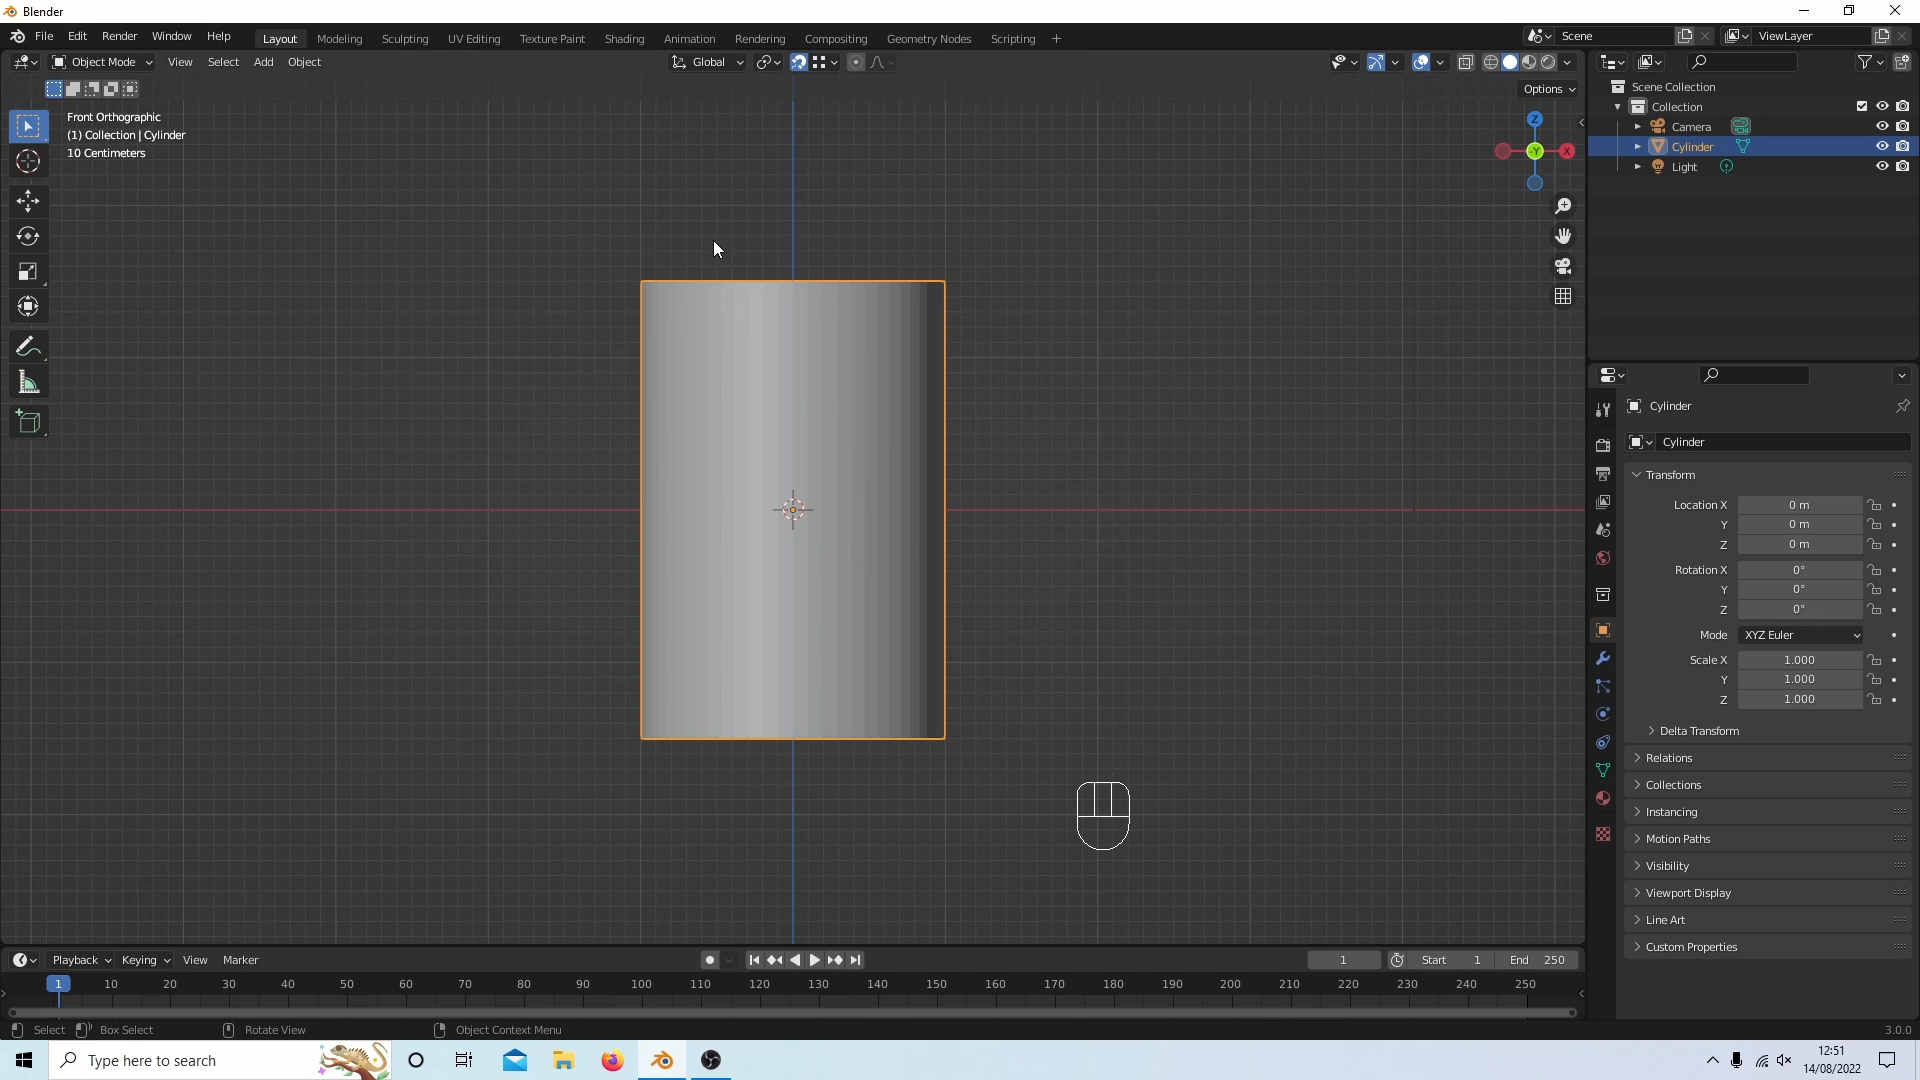 Blender
File Edit Render Window Help
Layout Modeling Sculpting UV Editing Texture Paint Shading Animation Rendering Compositing Geometry Nodes Scripting +
Scene
ViewLayer
Object Mode View Select Add Object
Global
Options
Front Orthographic
(1) Collection | Cylinder
10 Centimeters
Z
-Y
X
Scene Collection
Collection
Camera
Cylinder
Light
Cylinder
Cylinder
Transform
Location X 0 m
Y 0 m
Z 0 m
Rotation X 0°
Y 0°
Z 0°
Mode XYZ Euler
Scale X 1.000
Y 1.000
Z 1.000
Delta Transform
Relations
Collections
Instancing
Motion Paths
Visibility
Viewport Display
Line Art
Custom Properties
Playback Keying View Marker
1 Start 1 End 250
1 10 20 30 40 50 60 70 80 90 100 110 120 130 140 150 160 170 180 190 200 210 220 230 240 250
Select Box Select Rotate View Object Context Menu
3.0.0
Type here to search
12:51
14/08/2022